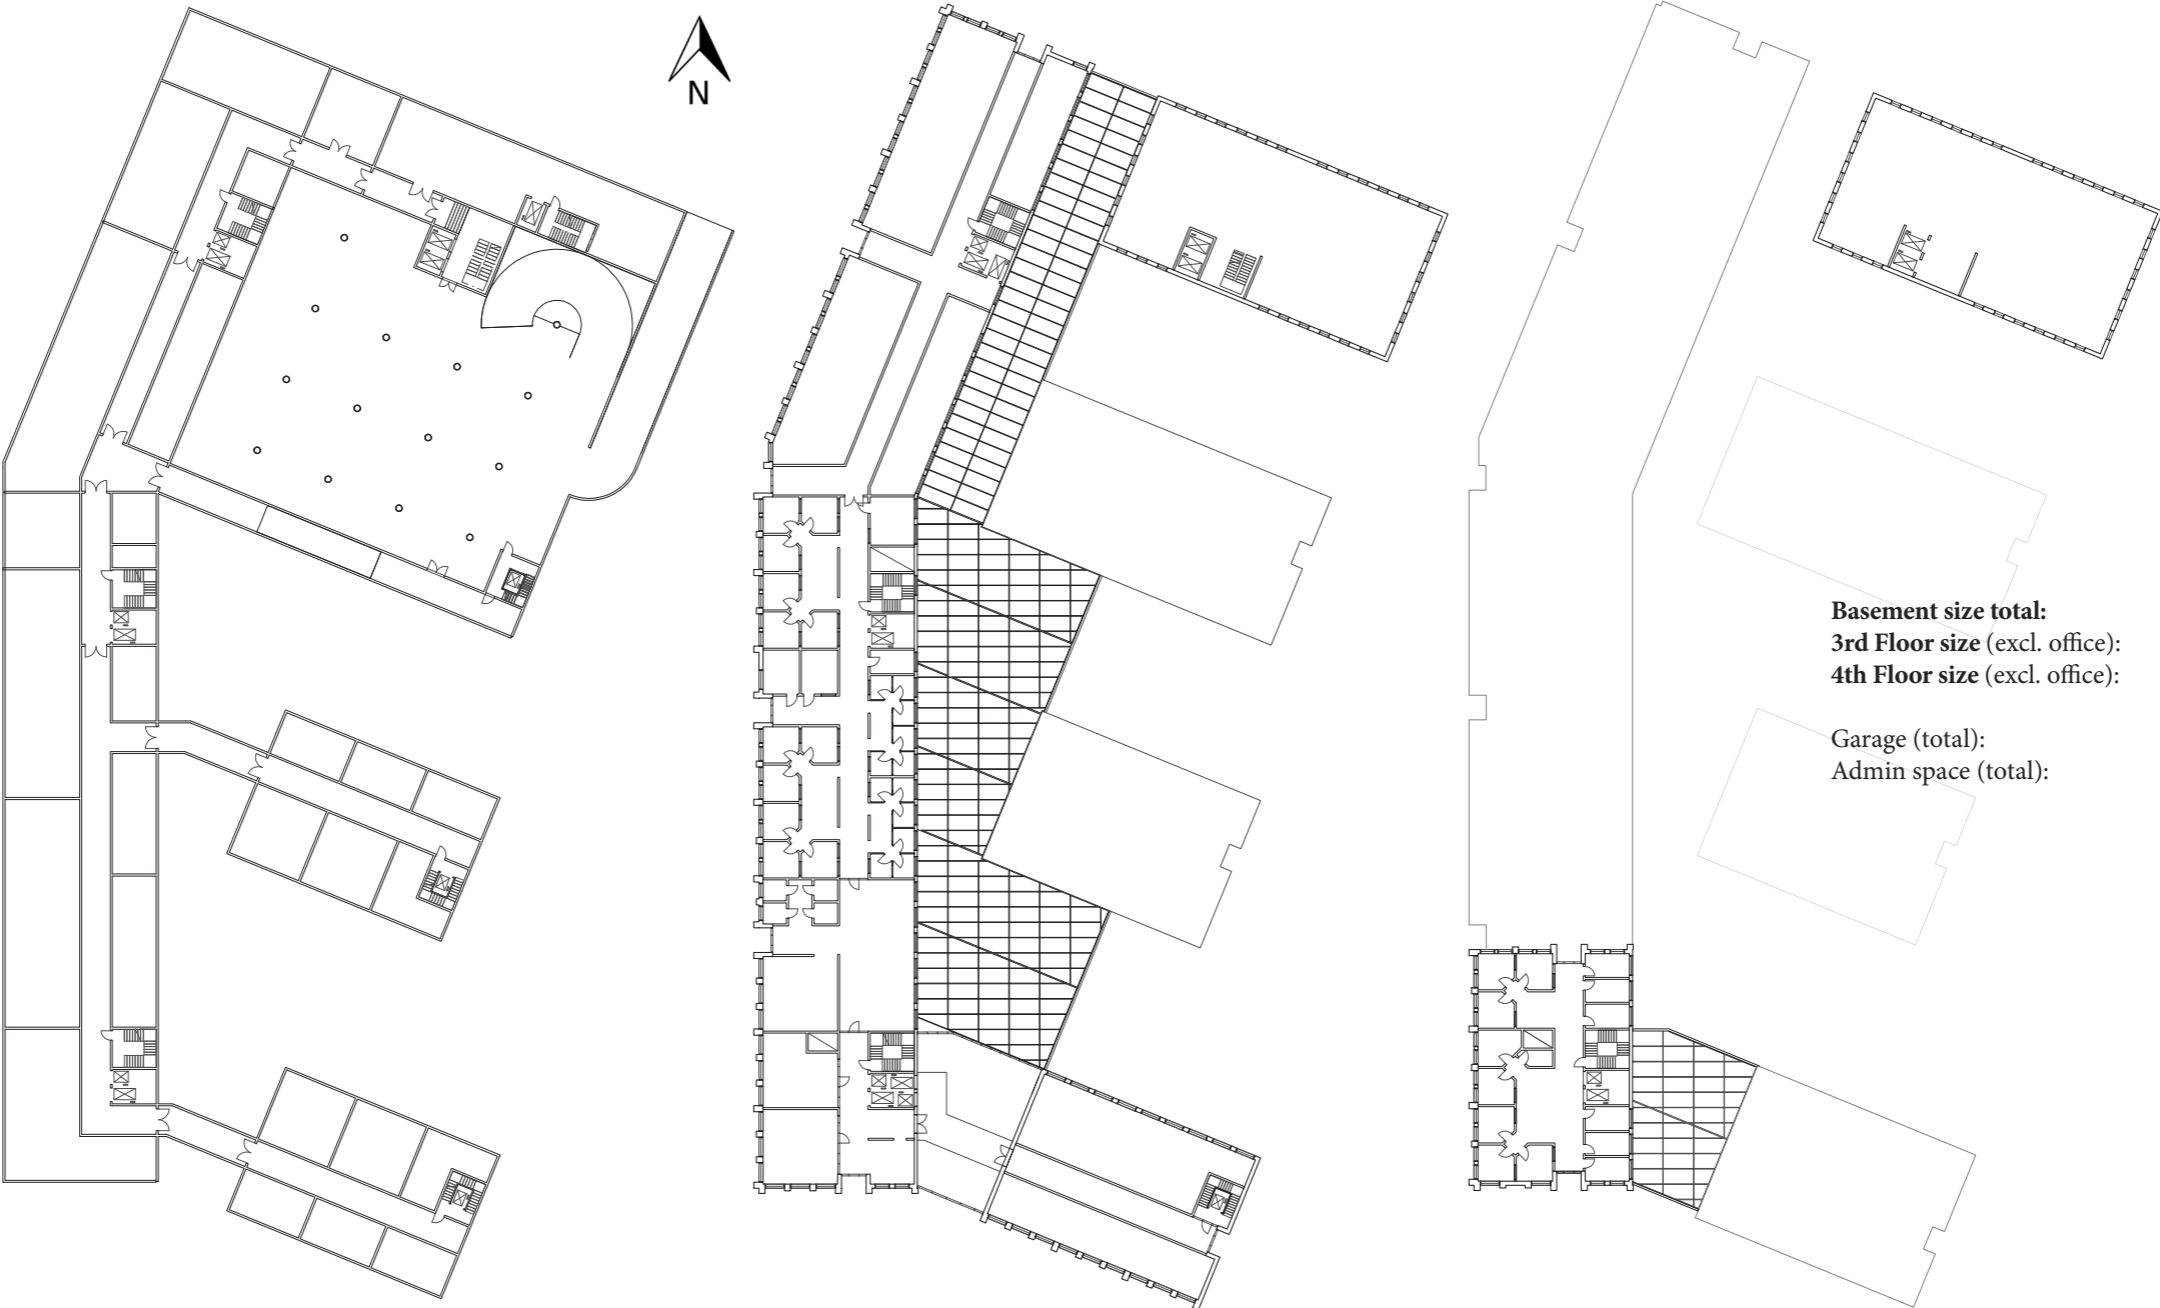 N
Basement size total:
3rd Floor size (excl. office):
4th Floor size (excl. office):
Garage (total):
Admin space (total):